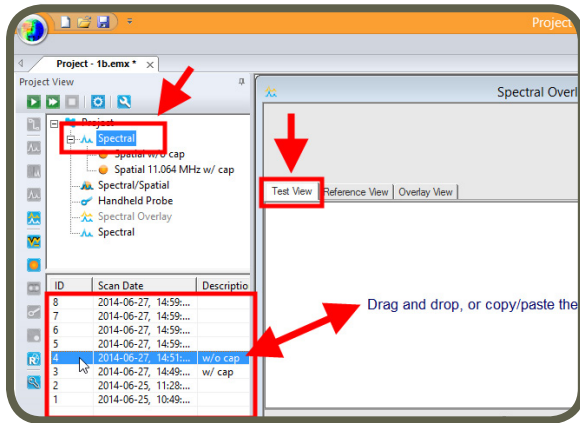 Project
Project - 1b.emx *
Project View
Project
Spectral
Spatial w/o cap
Spatial 11.064 MHz w/ cap
Spectral/Spatial
Handheld Probe
Spectral Overlay
Spectral
ID Scan Date Descriptio
8 2014-06-27, 14:59:...
7 2014-06-27, 14:59:...
6 2014-06-27, 14:59:...
5 2014-06-27, 14:59:...
4 2014-06-27, 14:51:... w/o cap
3 2014-06-27, 14:49:... w/ cap
2 2014-06-25, 11:28:...
1 2014-06-25, 10:49:...
Spectral Overl
Test View Reference View Overlay View
Drag and drop, or copy/paste the